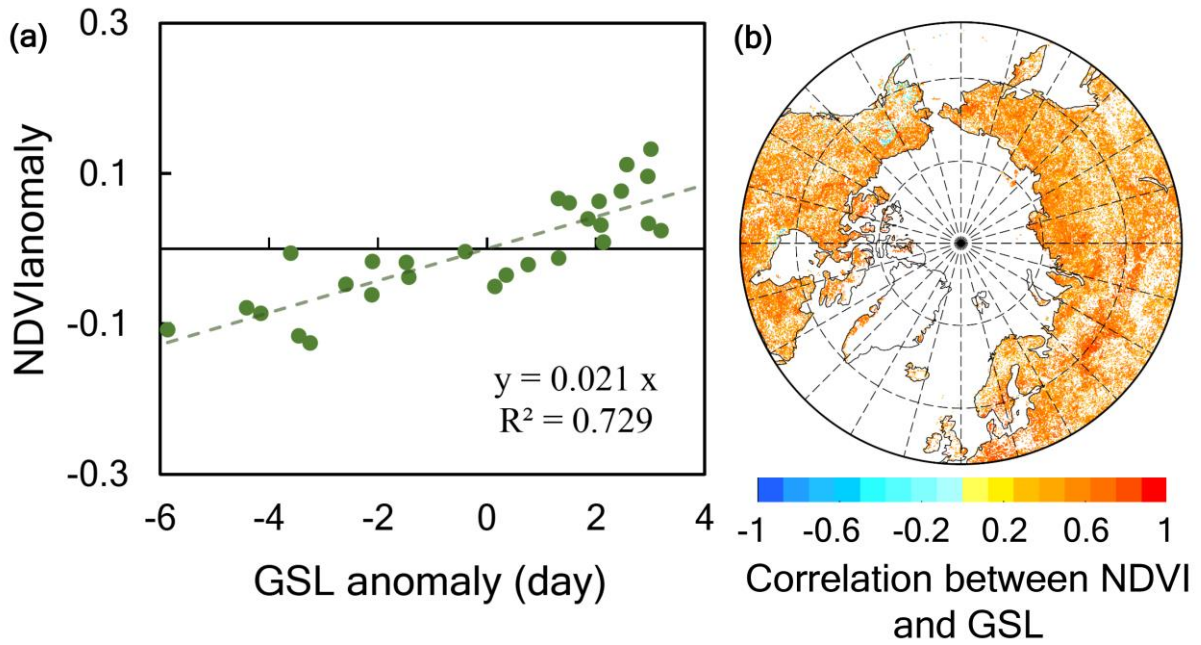 (a)
0.3
0.1
-0.1
-0.3
NDVIanomaly
y = 0.021 x
R² = 0.729
-6 -4 -2 0 2 4
GSL anomaly (day)
(b)
-1 -0.6 -0.2 0.2 0.6 1
Correlation between NDVI
and GSL